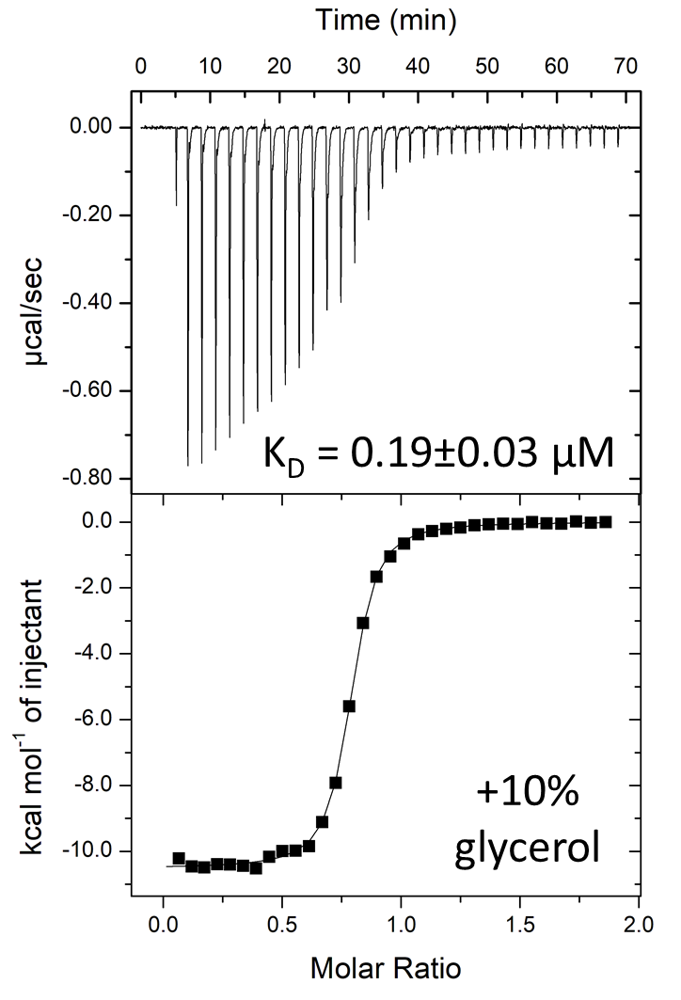 Time (min)
0 10 20 30 40 50 60 70
0.00
-0.20
-0.40
-0.60
-0.80
µcal/sec
K_D = 0.19±0.03 µM
0.0
-2.0
-4.0
-6.0
-8.0
-10.0
kcal mol⁻¹ of injectant
+10%
glycerol
0.0 0.5 1.0 1.5 2.0
Molar Ratio